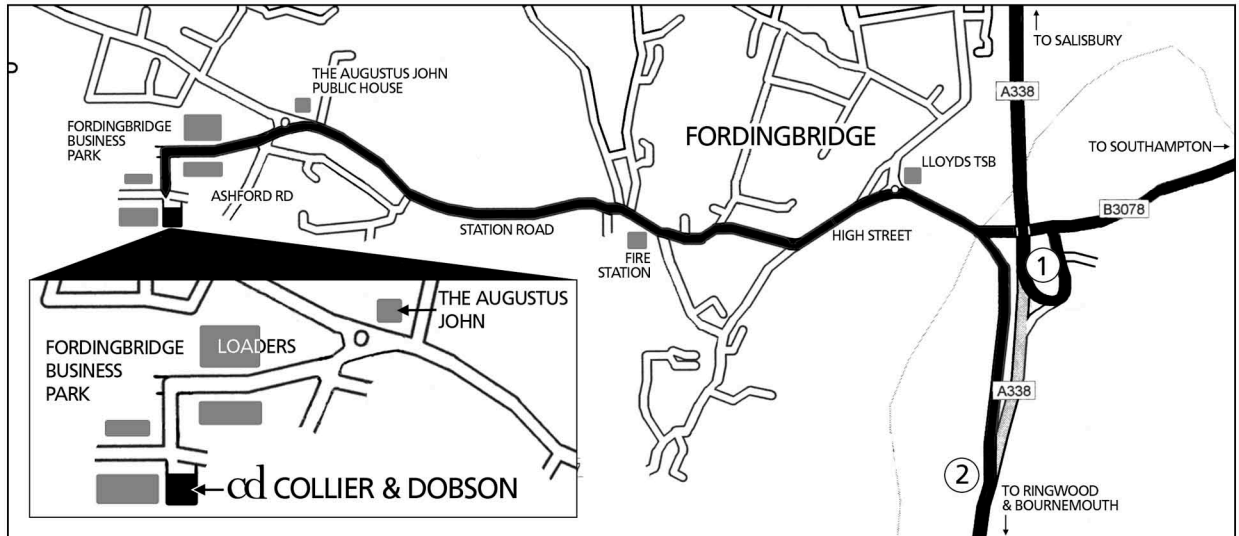 TO SALISBURY
THE AUGUSTUS JOHN
PUBLIC HOUSE
A338
FORDINGBRIDGE
BUSINESS
PARK
FORDINGBRIDGE
TO SOUTHAMPTON
LLOYDS TSB
ASHFORD RD
B3078
STATION ROAD
HIGH STREET
FIRE
STATION
1
THE AUGUSTUS
JOHN
FORDINGBRIDGE
BUSINESS
PARK
LOADERS
A338
2
cd COLLIER & DOBSON
TO RINGWOOD
& BOURNEMOUTH